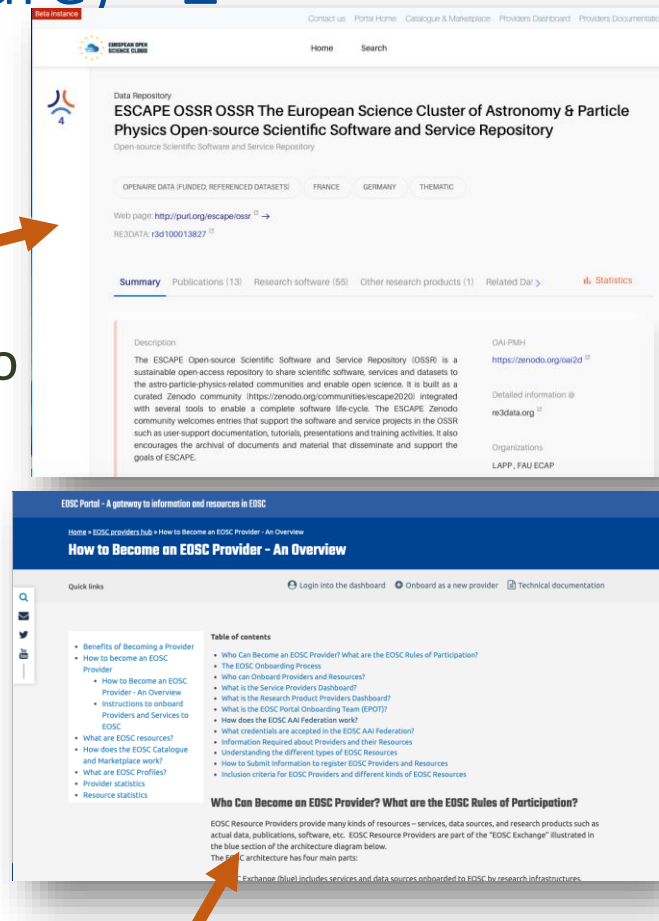 Beta Instance
Contact us Portal Home Catalogue & Marketplace Providers Dashboard Providers
EUROPEAN OPEN
SCIENCE CLOUD
Home Search
4
Data Repository
ESCAPE OSSR OSSR The European Science Cluster of Astronomy & Particle
Physics Open-source Scientific Software and Service Repository
Open-source Scientific Software and Service Repository
OPENAIRE DATA (FUNDED, REFERENCED DATASETS) FRANCE GERMANY THEMATIC
Web page: http://purl.org/escape/ossr →
RE3DATA: r3d100013827
Summary Publications (13) Research software (55) Other research products (1) Related Statistics
Description
The ESCAPE Open-source Scientific Software and Service Repository (OSSR) is a
sustainable open-access repository to share scientific software, services and datasets to
the astro-particle-physics-related communities and enable open science. It is built as a
curated Zenodo community (https://zenodo.org/communities/escape2020) integrated
with several tools to enable a complete software life-cycle. The ESCAPE Zenodo
community welcomes entries that support the software and service projects in the OSSR
such as user-support documentation, tutorials, presentations and training activities. It also
encourages the archival of documents and material that disseminate and support the
goals of ESCAPE.
OAI-PMH
https://zenodo.org/oai2d
Detailed information @
re3data.org
Organizations
LAPP, FAU ECAP
EOSC Portal - A gateway to information and resources in EOSC
Home » EOSC providers hub » How to Become an EOSC Provider - An Overview
How to Become an EOSC Provider - An Overview
Quick links
Login into the dashboard Onboard as a new provider Technical documentation
• Benefits of Becoming a Provider
• How to become an EOSC
Provider
• How to Become an EOSC
Provider - An Overview
• Instructions to onboard
Providers and Services to
EOSC
• What are EOSC resources?
• How does the EOSC Catalogue
and Marketplace work?
• What are EOSC Profiles?
• Provider statistics
• Resource statistics
Table of contents
• Who Can Become an EOSC Provider? What are the EOSC Rules of Participation?
• The EOSC Onboarding Process
• Who can Onboard Providers and Resources?
• What is the Service Providers Dashboard?
• What is the Research Product Providers Dashboard?
• What is the EOSC Portal Onboarding Team (EPOT)?
• How does the EOSC AAI Federation work?
• What credentials are accepted in the EOSC AAI Federation?
• Information Required about Providers and their Resources
• Understanding the different types of EOSC Resources
• How to Submit Information to register EOSC Providers and Resources
• Inclusion criteria for EOSC Providers and different kinds of EOSC Resources
Who Can Become an EOSC Provider? What are the EOSC Rules of Participation?
EOSC Resource Providers provide many kinds of resources – services, data sources, and research products such as
actual data, publications, software, etc. EOSC Resource Providers are part of the "EOSC Exchange" illustrated in
the blue section of the architecture diagram below.
The architecture has four main parts:
Exchange (blue) includes services and data sources onboarded to EOSC by research infrastructures,